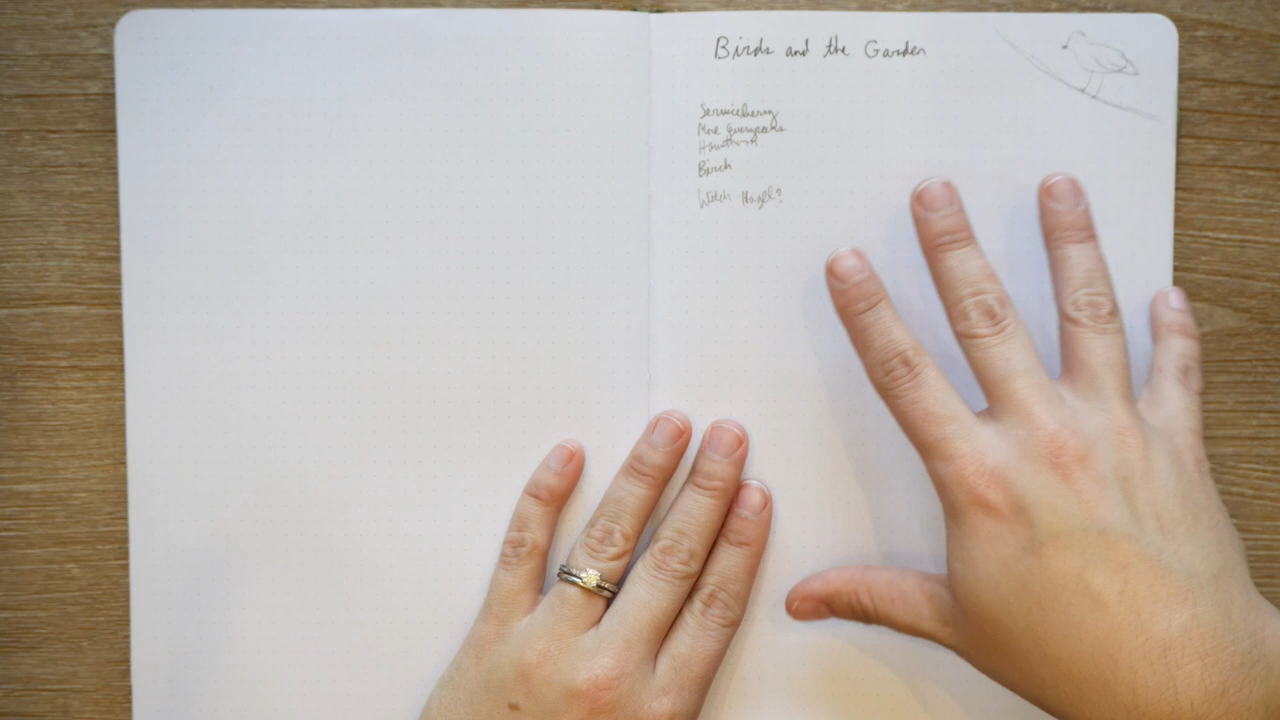 Birds and the Garden
Serviceberry
More Evergreens
Hawthorn
Birch
Witch Hazel?